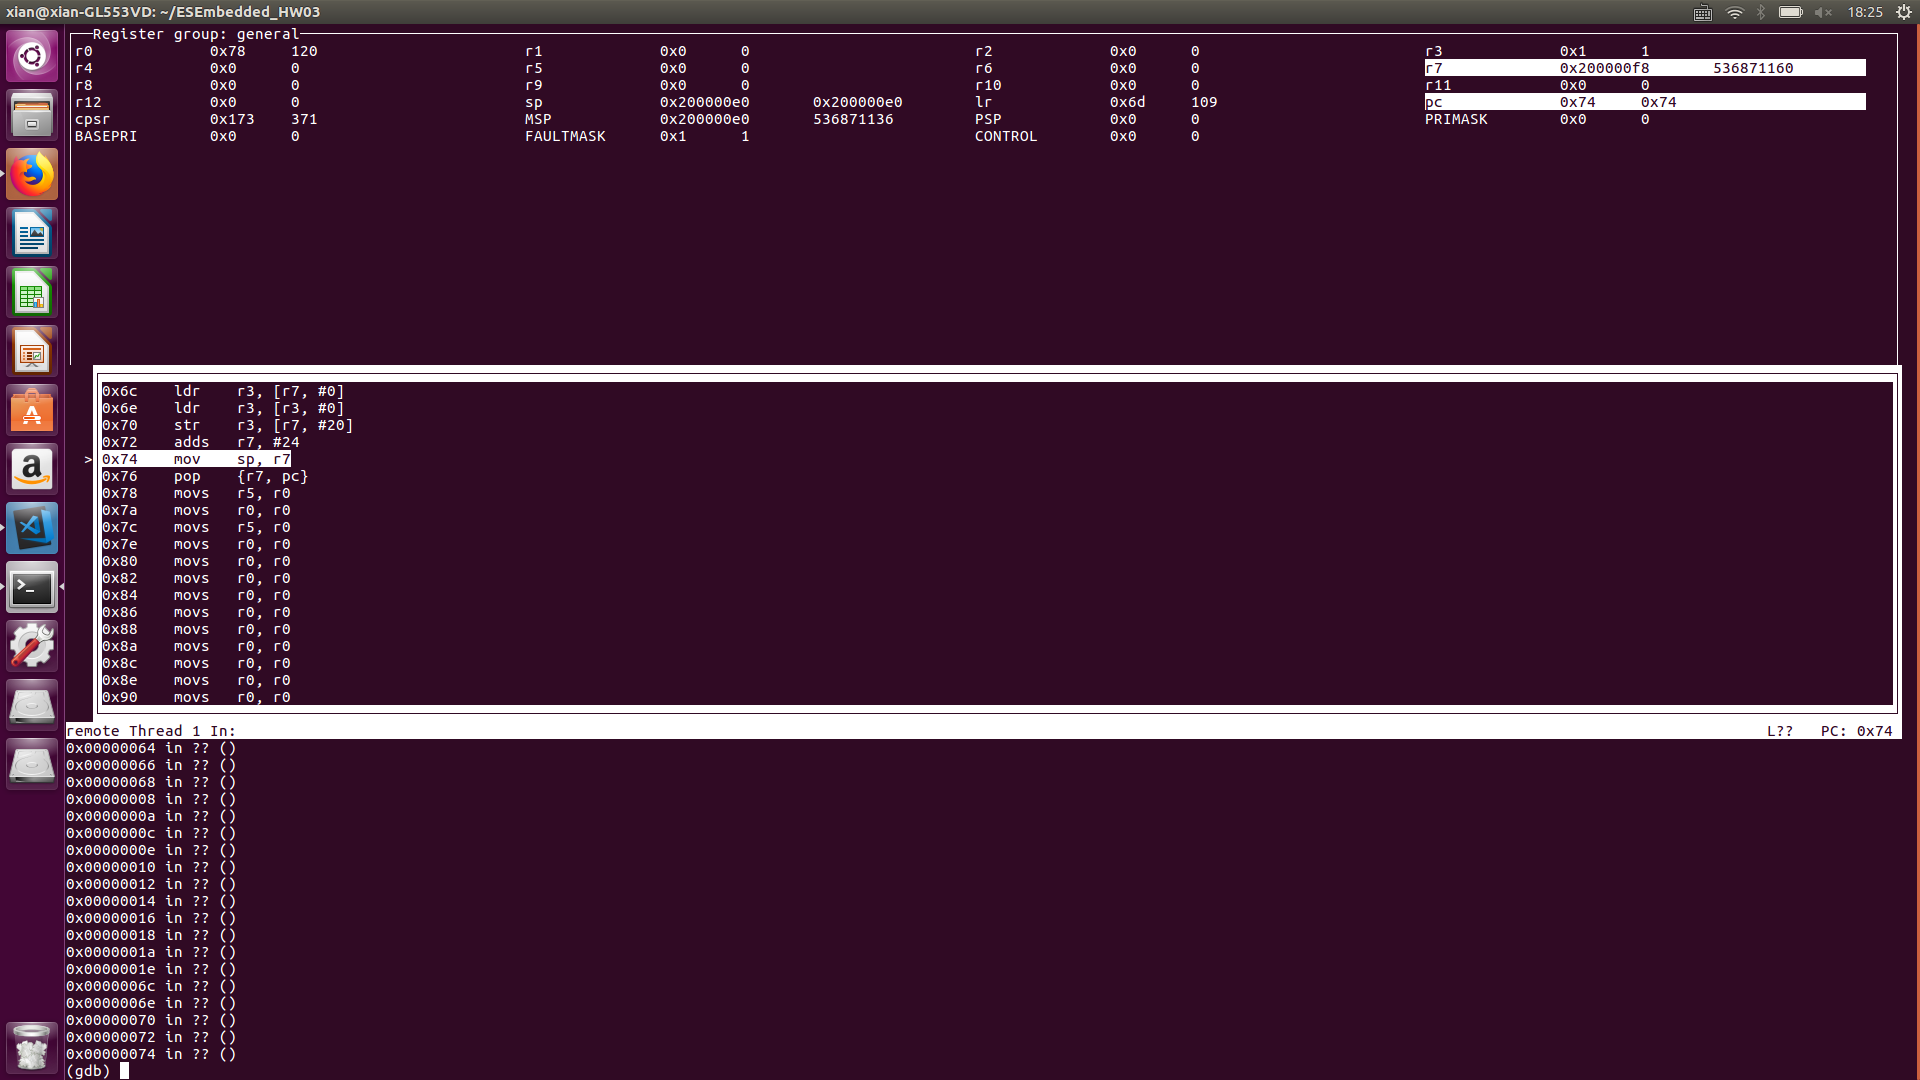 xian@xian-GL553VD: ~/ESEmbedded_HW03 18:25
Register group: general
r0 0x78 120 r1 0x0 0 r2 0x0 0 r3 0x1 1
r4 0x0 0 r5 0x0 0 r6 0x0 0 r7 0x200000f8 536871160
r8 0x0 0 r9 0x0 0 r10 0x0 0 r11 0x0 0
r12 0x0 0 sp 0x200000e0 0x200000e0 lr 0x6d 109 pc 0x74 0x74
cpsr 0x173 371 MSP 0x200000e0 536871136 PSP 0x0 0 PRIMASK 0x0 0
BASEPRI 0x0 0 FAULTMASK 0x1 1 CONTROL 0x0 0
0x6c ldr r3, [r7, #0]
0x6e ldr r3, [r3, #0]
0x70 str r3, [r7, #20]
0x72 adds r7, #24
> 0x74 mov sp, r7
0x76 pop {r7, pc}
0x78 movs r5, r0
0x7a movs r0, r0
0x7c movs r5, r0
0x7e movs r0, r0
0x80 movs r0, r0
0x82 movs r0, r0
0x84 movs r0, r0
0x86 movs r0, r0
0x88 movs r0, r0
0x8a movs r0, r0
0x8c movs r0, r0
0x8e movs r0, r0
0x90 movs r0, r0
remote Thread 1 In: L?? PC: 0x74
0x00000064 in ?? ()
0x00000066 in ?? ()
0x00000068 in ?? ()
0x00000008 in ?? ()
0x0000000a in ?? ()
0x0000000c in ?? ()
0x0000000e in ?? ()
0x00000010 in ?? ()
0x00000012 in ?? ()
0x00000014 in ?? ()
0x00000016 in ?? ()
0x00000018 in ?? ()
0x0000001a in ?? ()
0x0000001e in ?? ()
0x0000006c in ?? ()
0x0000006e in ?? ()
0x00000070 in ?? ()
0x00000072 in ?? ()
0x00000074 in ?? ()
(gdb)